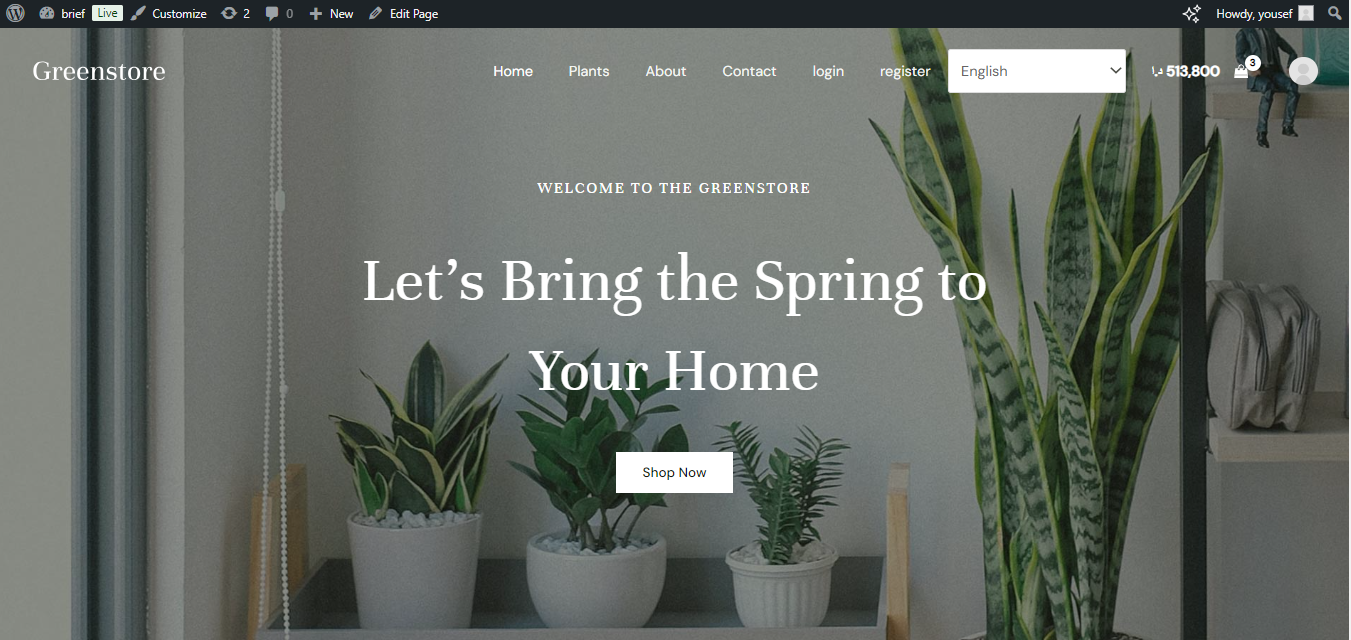 brief Live Customize 2 0 New Edit Page Howdy, yousef
Greenstore Home Plants About Contact login register English د.ا 513,800 3
WELCOME TO THE GREENSTORE
Let’s Bring the Spring to
Your Home
Shop Now